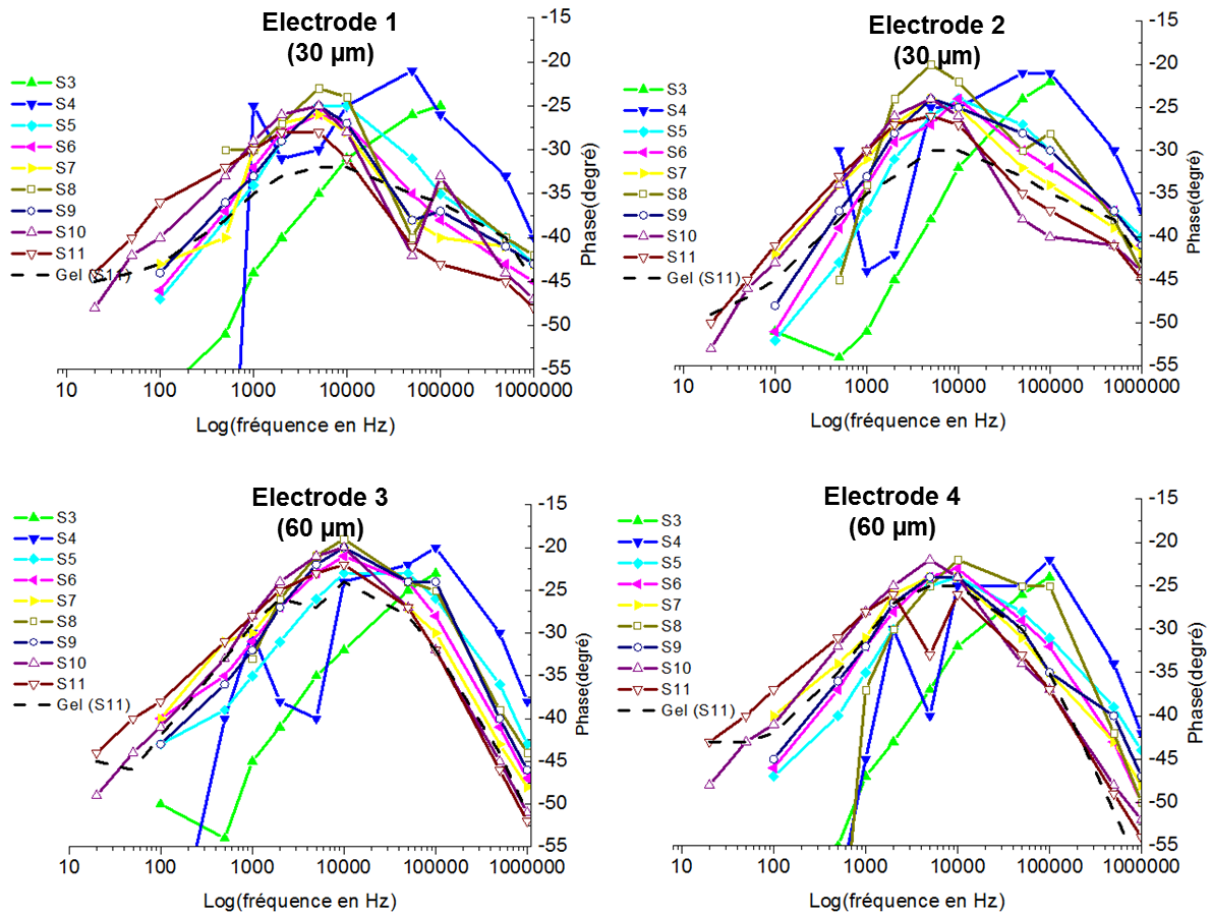 Electrode 1
(30 µm)
S3
S4
S5
S6
S7
S8
S9
S10
S11
Gel (S11)
-15
-20
-25
-30
-35
-40
-45
-50
-55
Phase(degré)
10 100 1000 10000 100000 1000000
Log(fréquence en Hz)
Electrode 2
(30 µm)
S3
S4
S5
S6
S7
S8
S9
S10
S11
Gel (S11)
-15
-20
-25
-30
-35
-40
-45
-50
-55
Phase(degré)
10 100 1000 10000 100000 1000000
Log(fréquence en Hz)
Electrode 3
(60 µm)
S3
S4
S5
S6
S7
S8
S9
S10
S11
Gel (S11)
-15
-20
-25
-30
-35
-40
-45
-50
-55
Phase(degré)
10 100 1000 10000 100000 1000000
Log(fréquence en Hz)
Electrode 4
(60 µm)
S3
S4
S5
S6
S7
S8
S9
S10
S11
Gel (S11)
-15
-20
-25
-30
-35
-40
-45
-50
-55
Phase(degré)
10 100 1000 10000 100000 1000000
Log(fréquence en Hz)